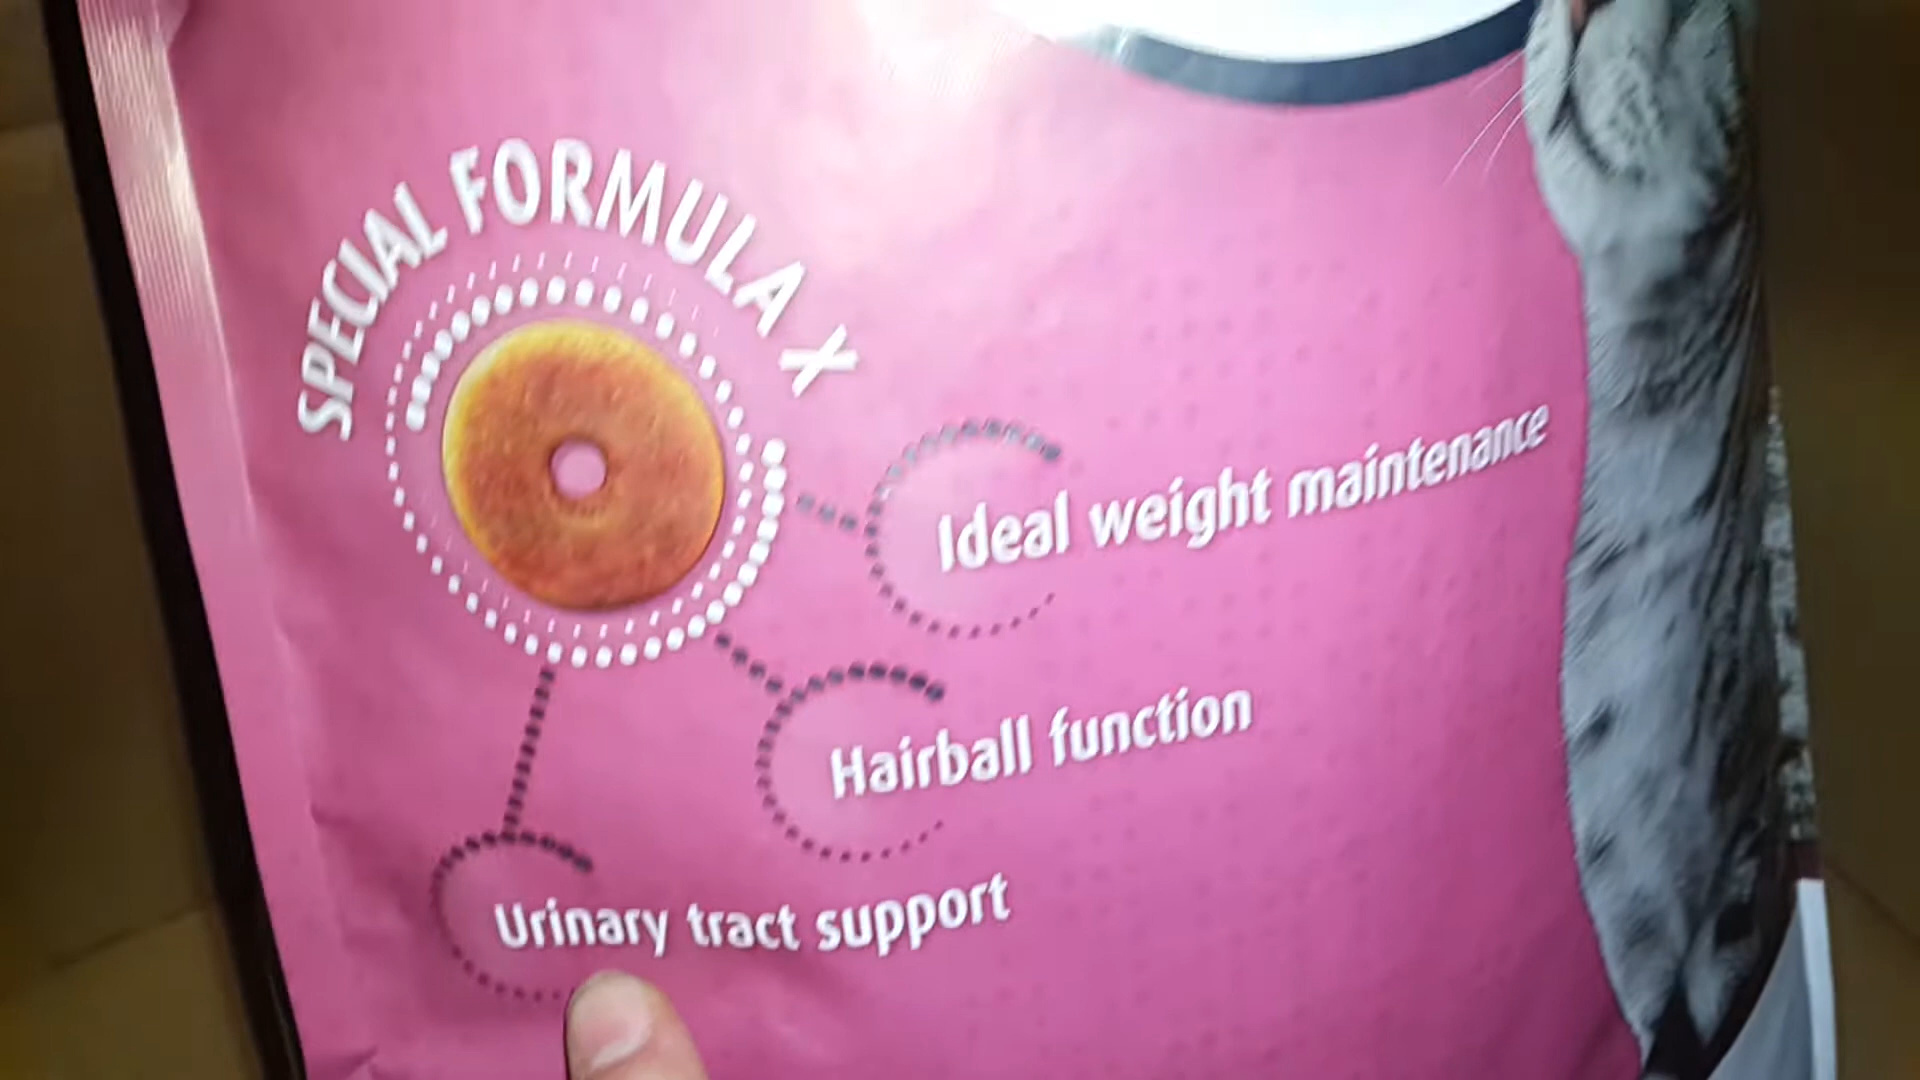 SPECIAL FORMULA X
Ideal weight maintenance
Hairball function
Urinary tract support